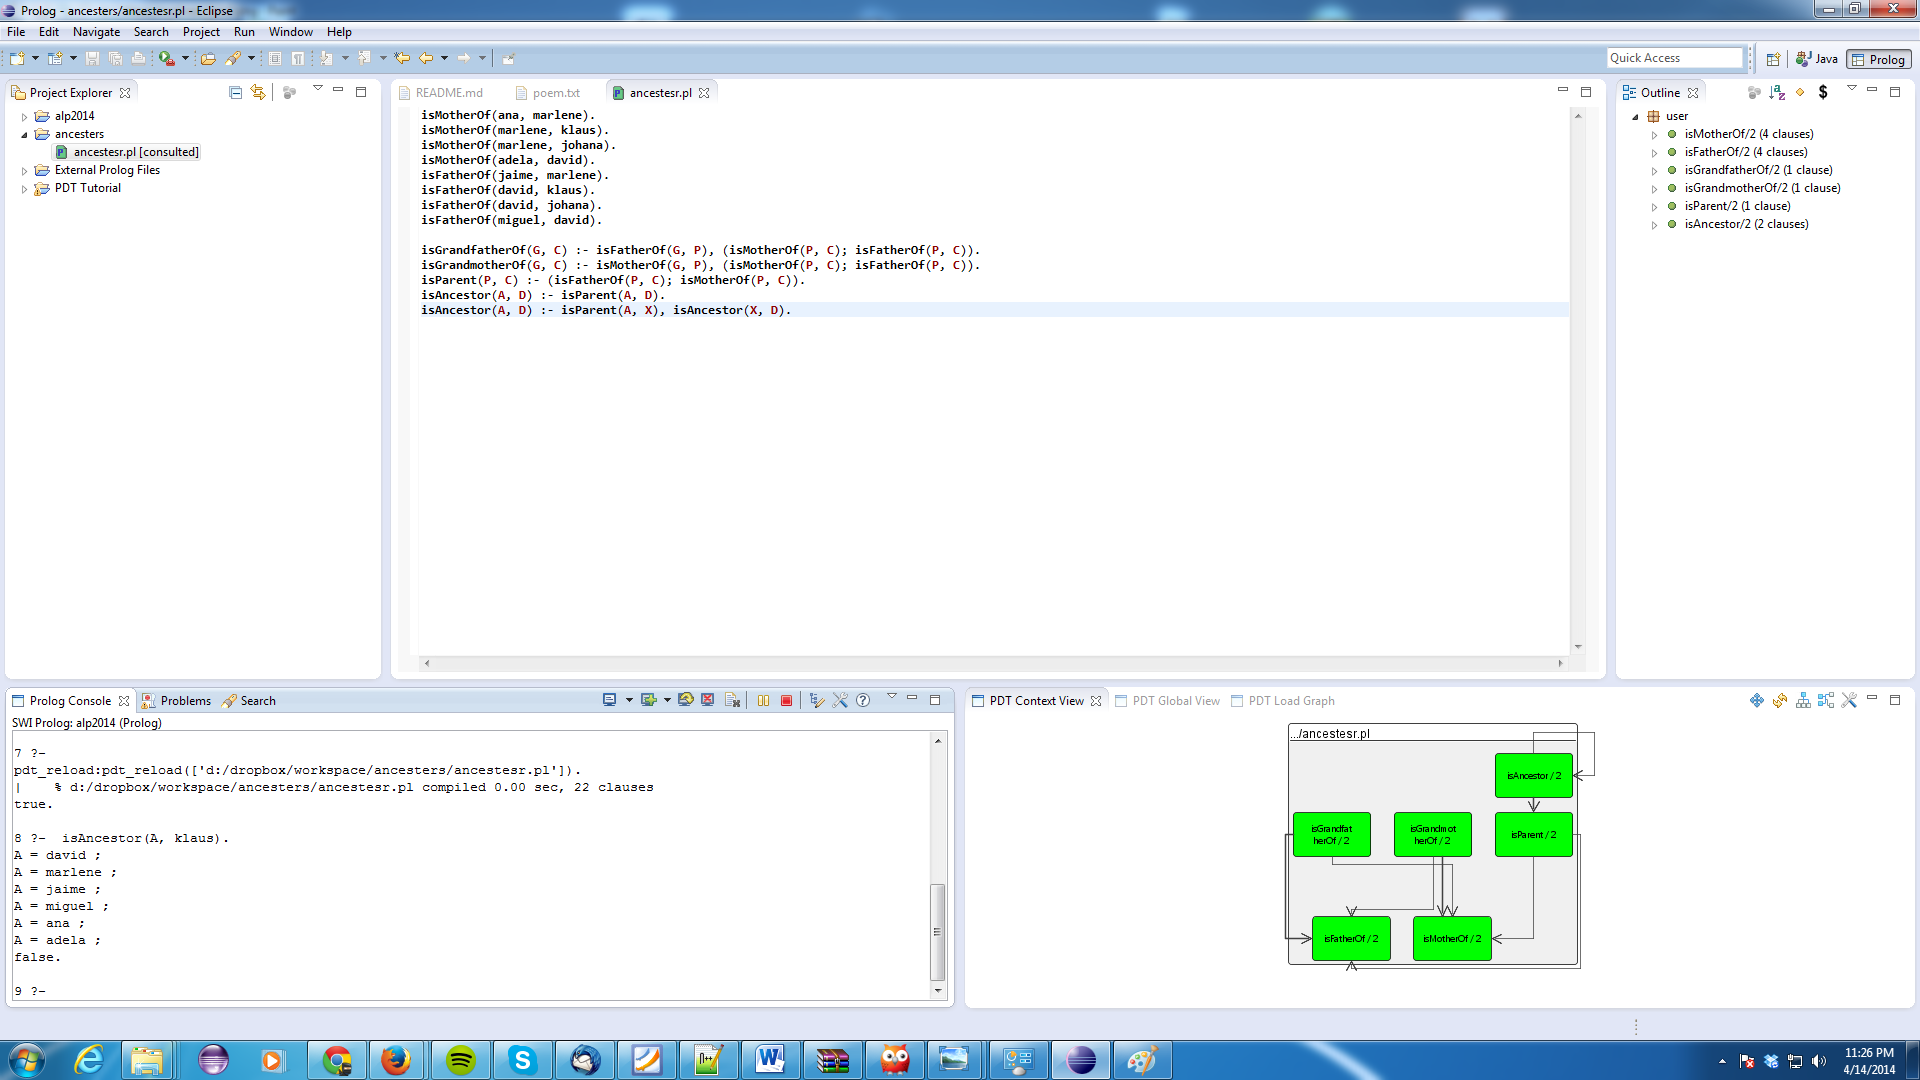 Prolog - ancesters/ancestesr.pl - Eclipse
File Edit Navigate Search Project Run Window Help
Quick Access
Java
Prolog
Project Explorer
alp2014
ancesters
ancestesr.pl [consulted]
External Prolog Files
PDT Tutorial
README.md
poem.txt
ancestesr.pl
isMotherOf(ana, marlene).
isMotherOf(marlene, klaus).
isMotherOf(marlene, johana).
isMotherOf(adela, david).
isFatherOf(jaime, marlene).
isFatherOf(david, klaus).
isFatherOf(david, johana).
isFatherOf(miguel, david).
isGrandfatherOf(G, C) :- isFatherOf(G, P), (isMotherOf(P, C); isFatherOf(P, C)).
isGrandmotherOf(G, C) :- isMotherOf(G, P), (isMotherOf(P, C); isFatherOf(P, C)).
isParent(P, C) :- (isFatherOf(P, C); isMotherOf(P, C)).
isAncestor(A, D) :- isParent(A, D).
isAncestor(A, D) :- isParent(A, X), isAncestor(X, D).
Outline
user
isMotherOf/2 (4 clauses)
isFatherOf/2 (4 clauses)
isGrandfatherOf/2 (1 clause)
isGrandmotherOf/2 (1 clause)
isParent/2 (1 clause)
isAncestor/2 (2 clauses)
Prolog Console
Problems
Search
SWI Prolog: alp2014 (Prolog)
7 ?-
pdt_reload:pdt_reload(['d:/dropbox/workspace/ancesters/ancestesr.pl']).
|    % d:/dropbox/workspace/ancesters/ancestesr.pl compiled 0.00 sec, 22 clauses
true.
8 ?-  isAncestor(A, klaus).
A = david ;
A = marlene ;
A = jaime ;
A = miguel ;
A = ana ;
A = adela ;
false.
9 ?-
PDT Context View
PDT Global View
PDT Load Graph
.../ancestesr.pl
isAncestor / 2
isGrandfat
herOf / 2
isGrandmot
herOf / 2
isParent / 2
isFatherOf / 2
isMotherOf / 2
11:26 PM
4/14/2014